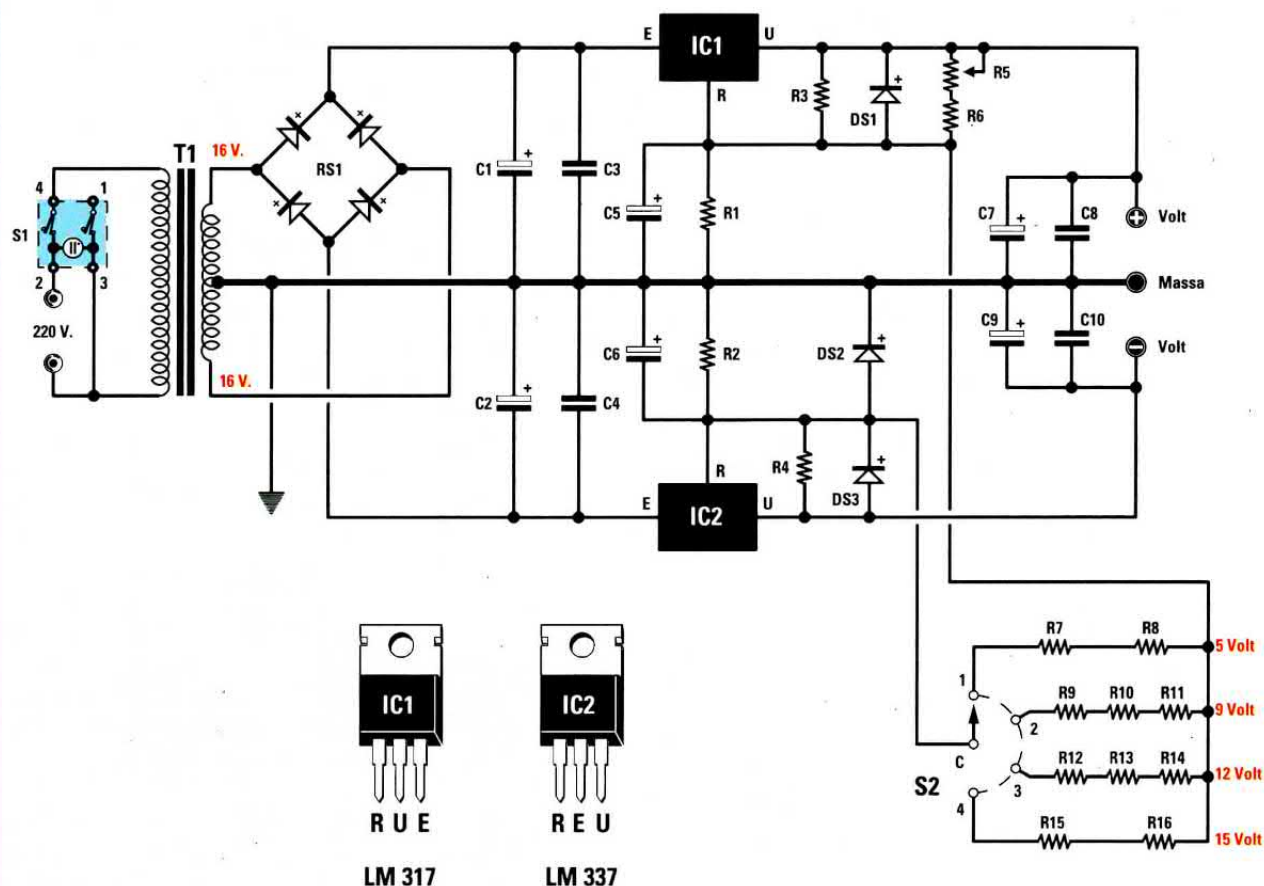 E IC1 U
R
R3
DS1 +
R5
R6
T1
16 V.
x x
RS1
x x
C1 +
C3
C5 +
R1
4 1
S1
2 3
220 V.
16 V.
C7 +
C8
Volt
Massa
Volt
C9 +
C10
C6 +
R2
DS2 +
C2 +
C4
R
R4
DS3 +
E IC2 U
R7 R8 5 Volt
1
R9 R10 R11 9 Volt
2
C
R12 R13 R14 12 Volt
S2
3
4
R15 R16 15 Volt
IC1
R U E
LM 317
IC2
R E U
LM 337